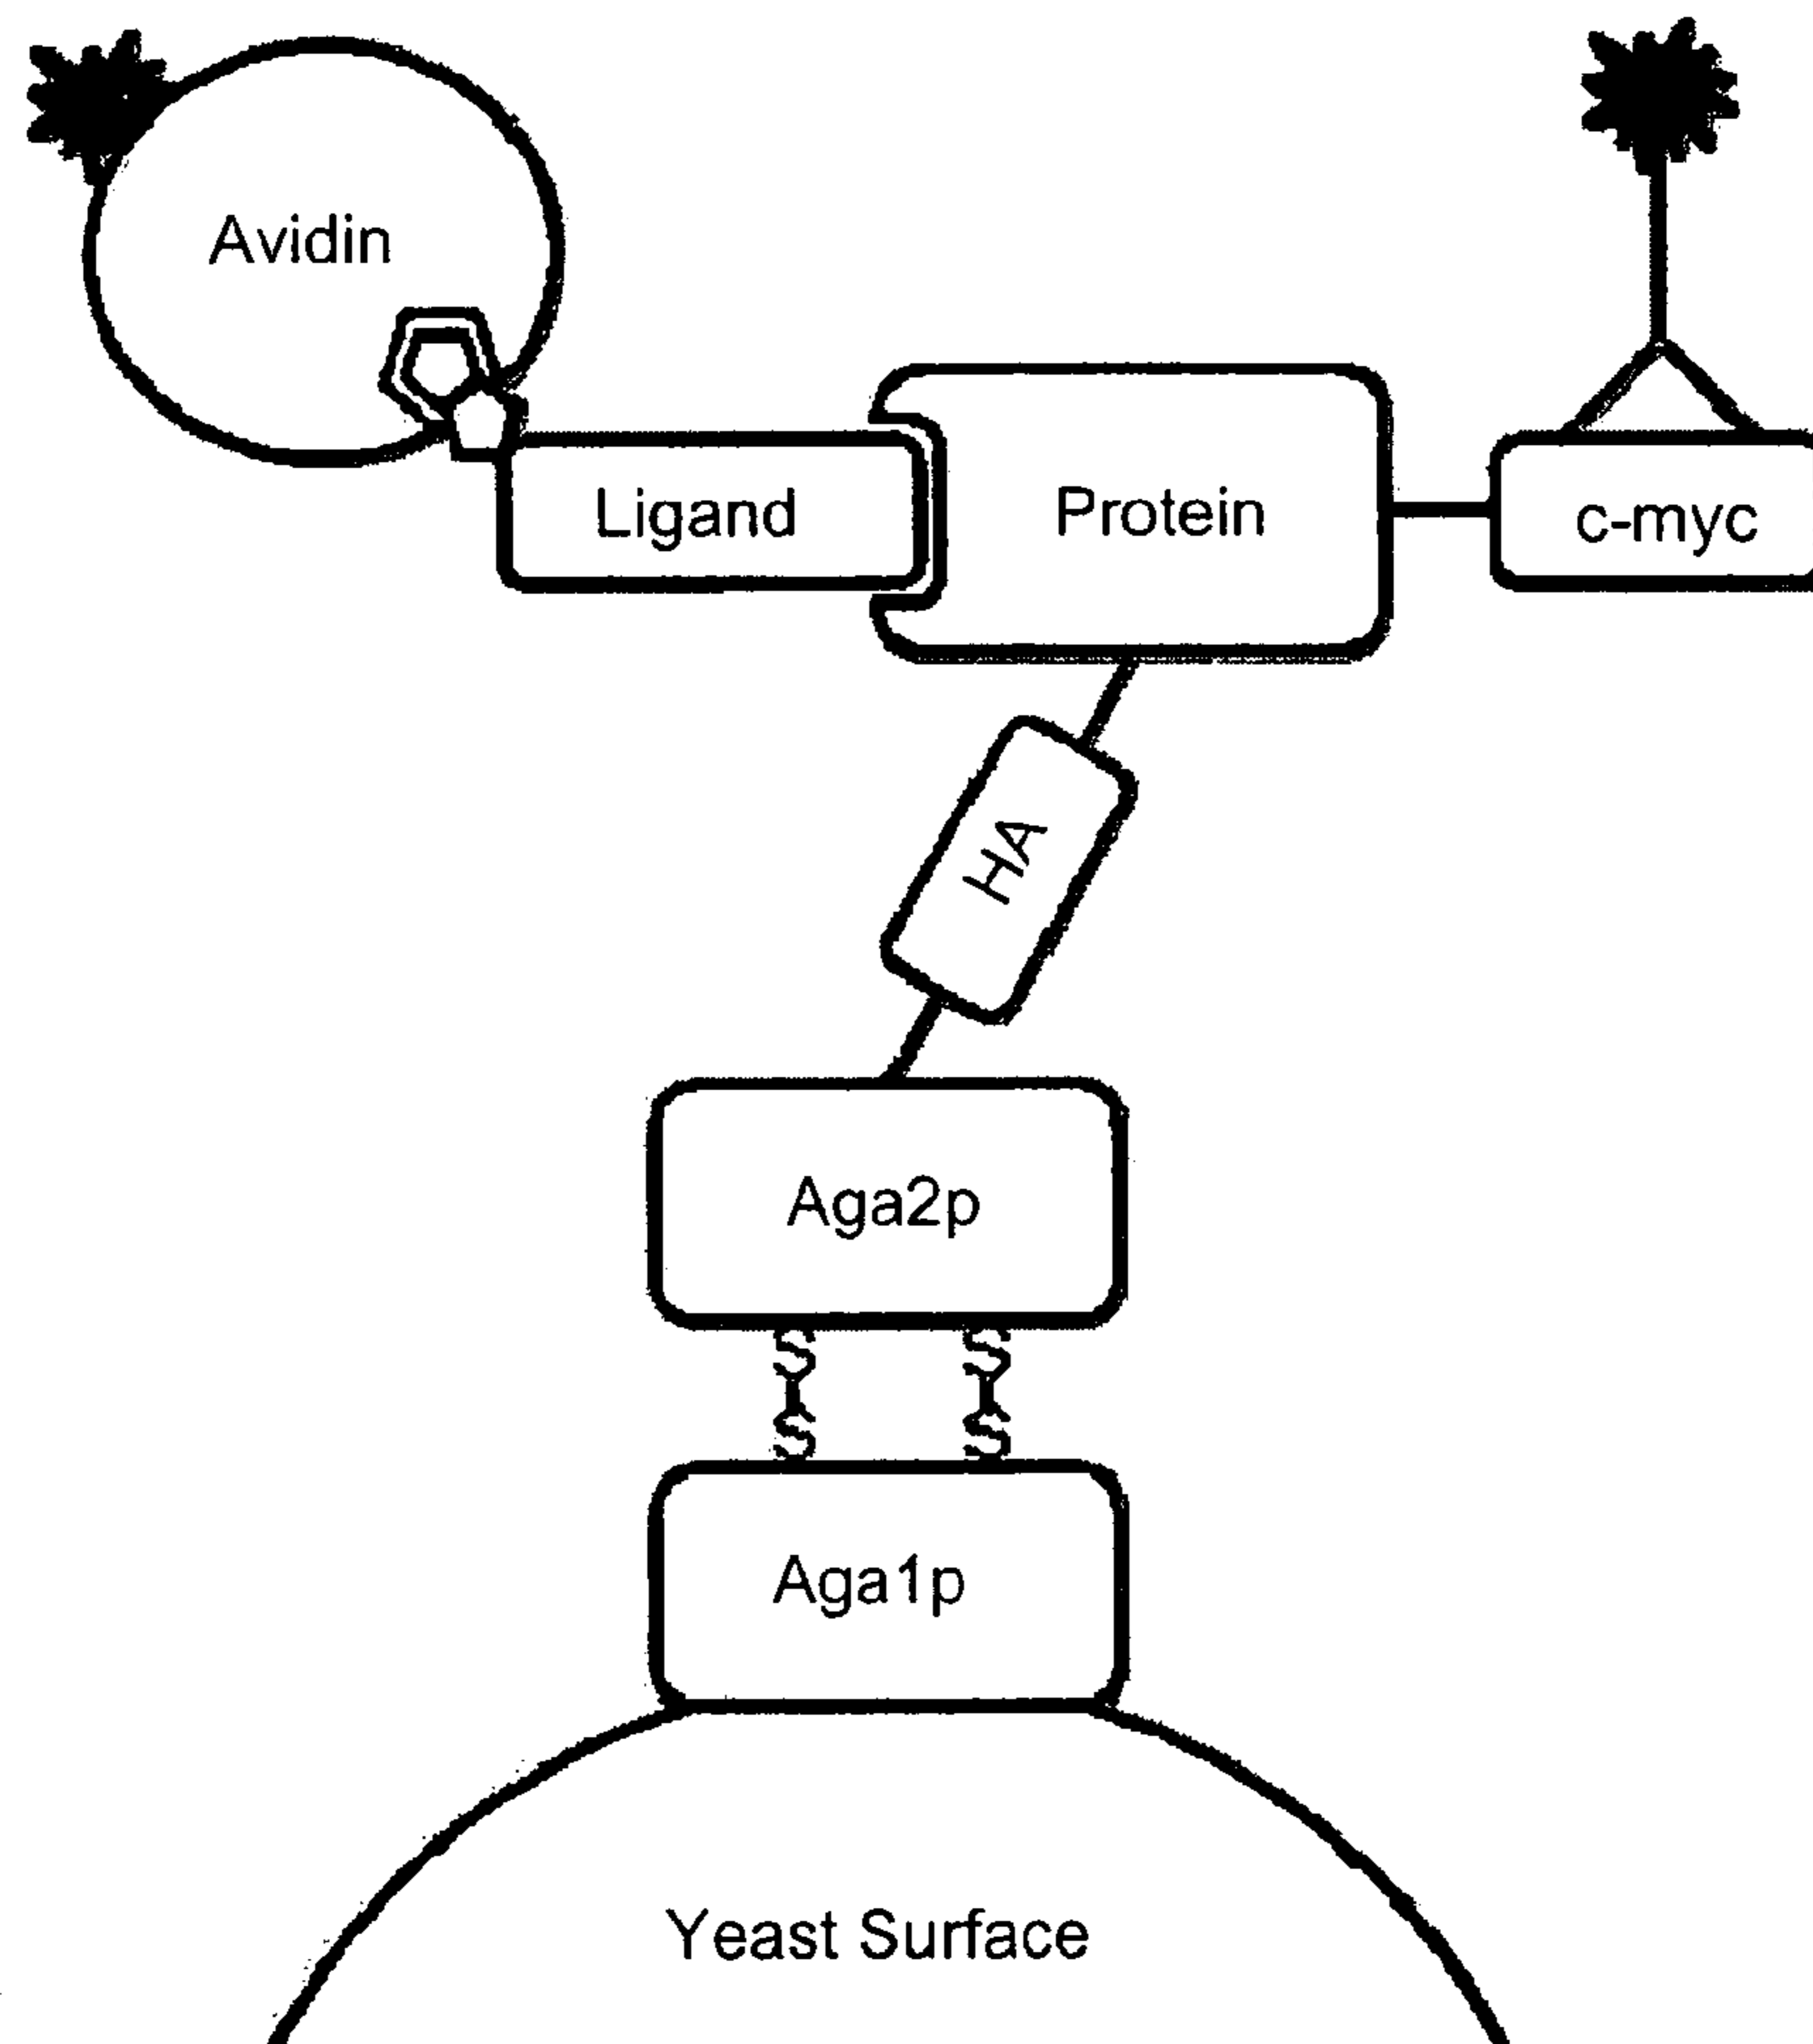 Avidin
Ligand
Protein
c-myc
HA
Aga2p
S S
S S
Aga1p
Yeast Surface